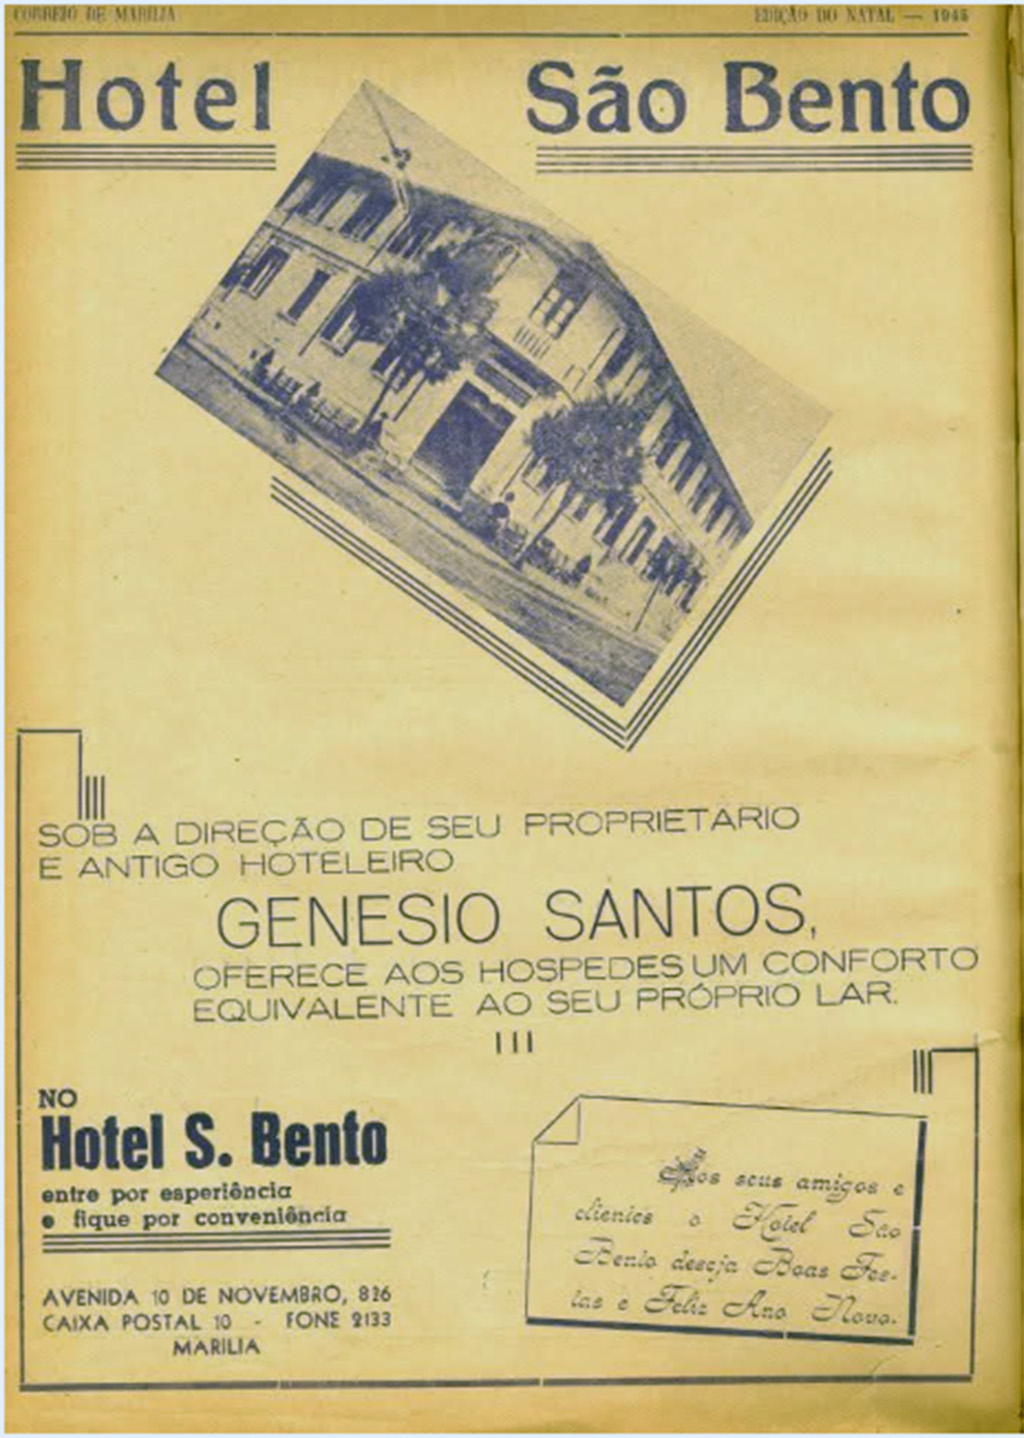 CORREIO DE MARILIA
EDIÇÃO DO NATAL — 1945
Hotel São Bento
SOB A DIREÇÃO DE SEU PROPRIETARIO
E ANTIGO HOTELEIRO
GENESIO SANTOS,
OFERECE AOS HOSPEDES UM CONFORTO
EQUIVALENTE AO SEU PRÓPRIO LAR.
NO
Hotel S. Bento
entre por esperiência
e fique por conveniência
AVENIDA 10 DE NOVEMBRO, 826
CAIXA POSTAL 10 - FONE 2133
MARILIA
Aos seus amigos e
clientes o Hotel São
Bento deseja Boas Fes-
tas e Feliz Ano Novo.